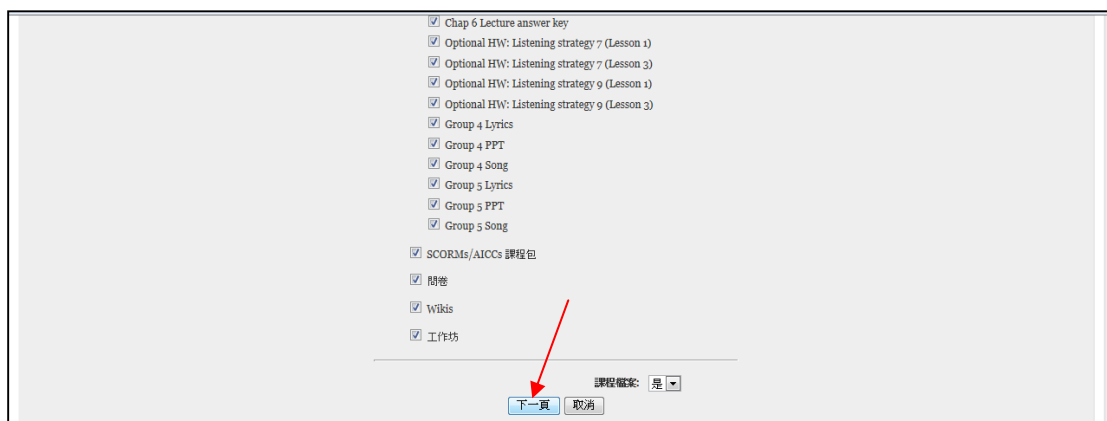 Chap 6 Lecture answer key
Optional HW: Listening strategy 7 (Lesson 1)
Optional HW: Listening strategy 7 (Lesson 3)
Optional HW: Listening strategy 9 (Lesson 1)
Optional HW: Listening strategy 9 (Lesson 3)
Group 4 Lyrics
Group 4 PPT
Group 4 Song
Group 5 Lyrics
Group 5 PPT
Group 5 Song
SCORMs/AICCs 課程包
問卷
Wikis
工作坊
課程檔案: 是
下一頁 取消